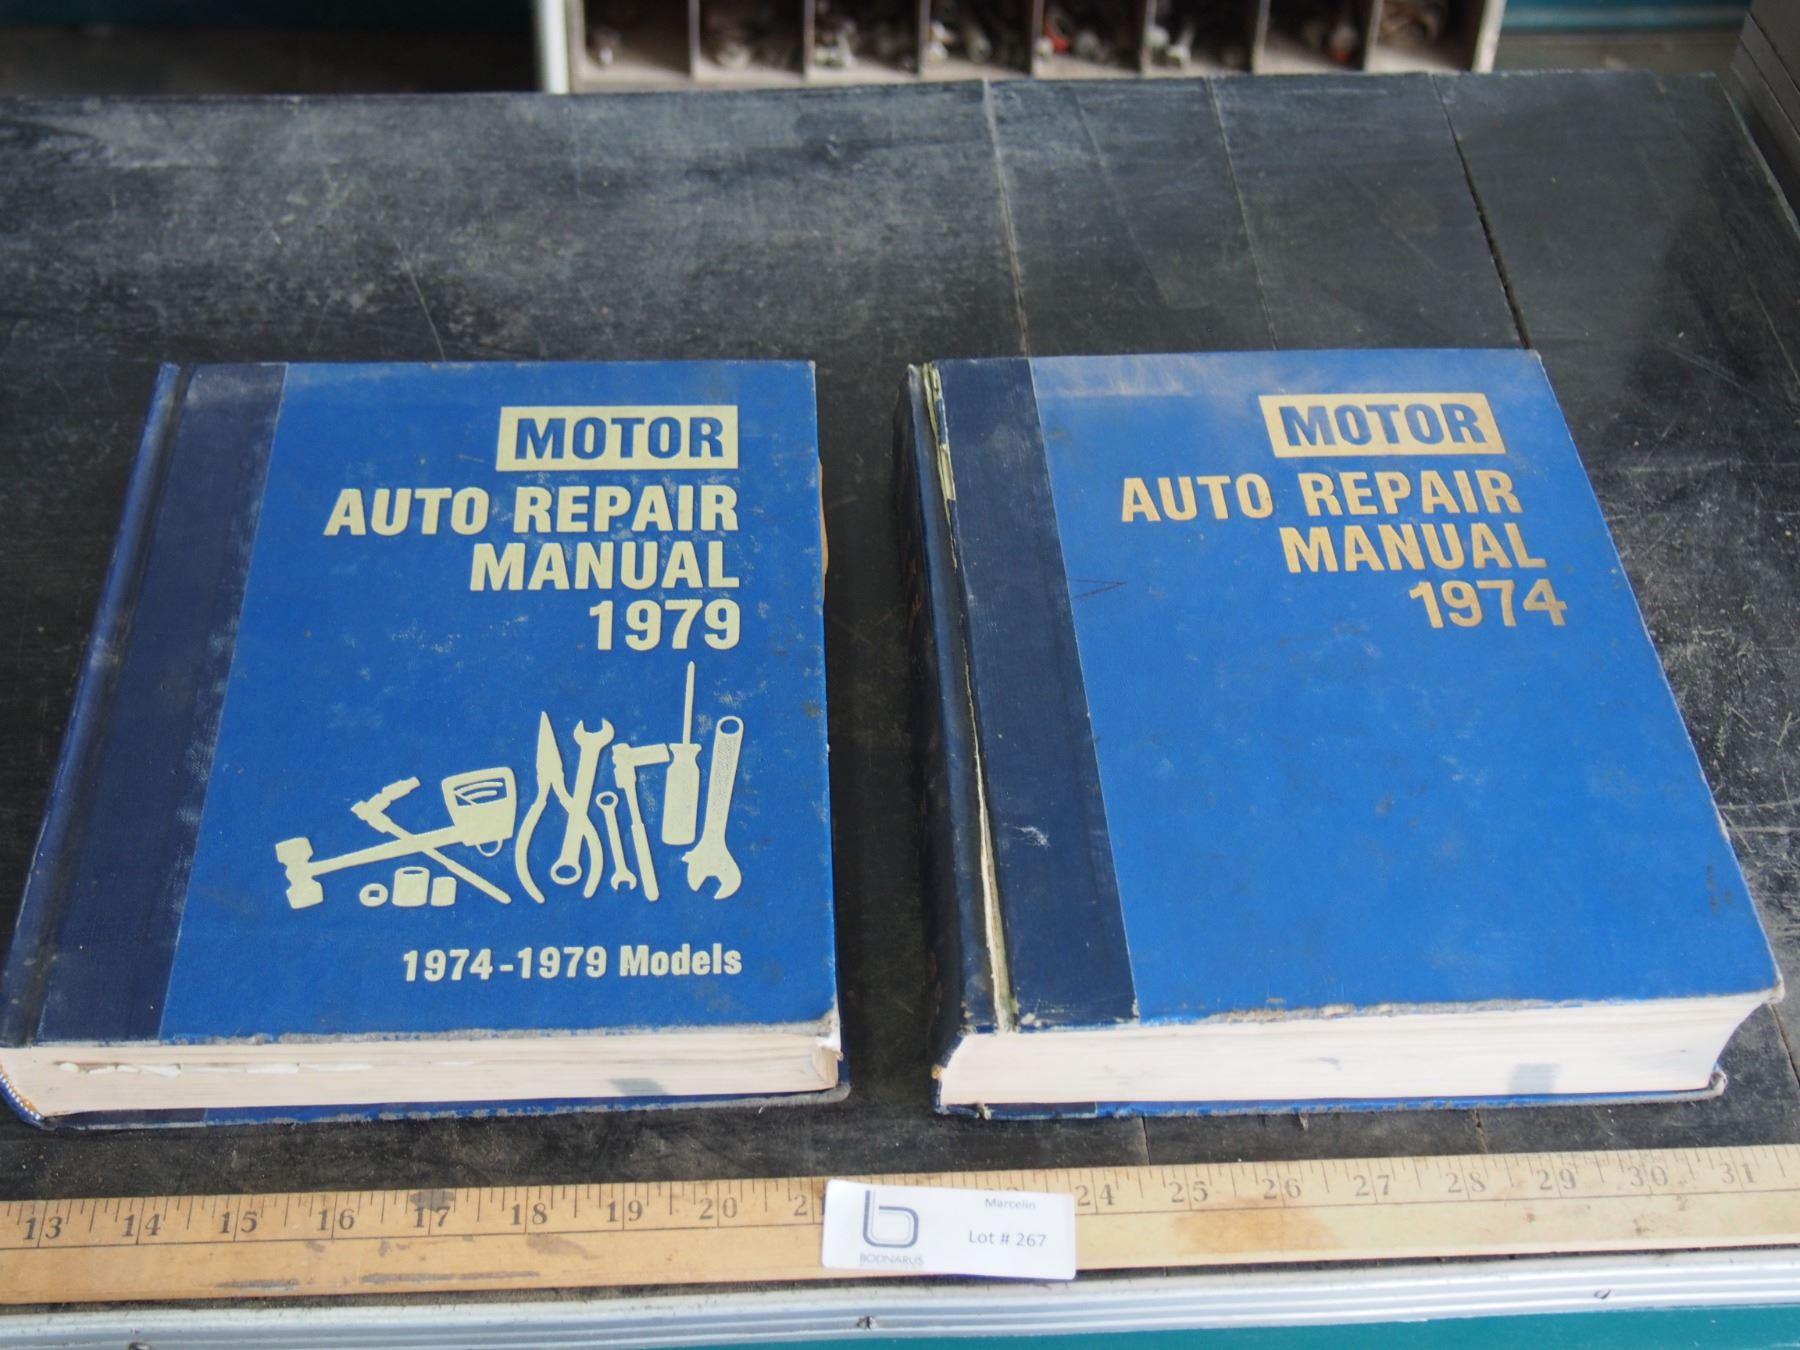 MOTOR
AUTO REPAIR
MANUAL
1979
1974-1979 Models
MOTOR
AUTO REPAIR
MANUAL
1974
13 14 15 16 17 18 19 20 24 25 26 27 28 29 30 31
b
BODNARUS
Marcelin
Lot # 267